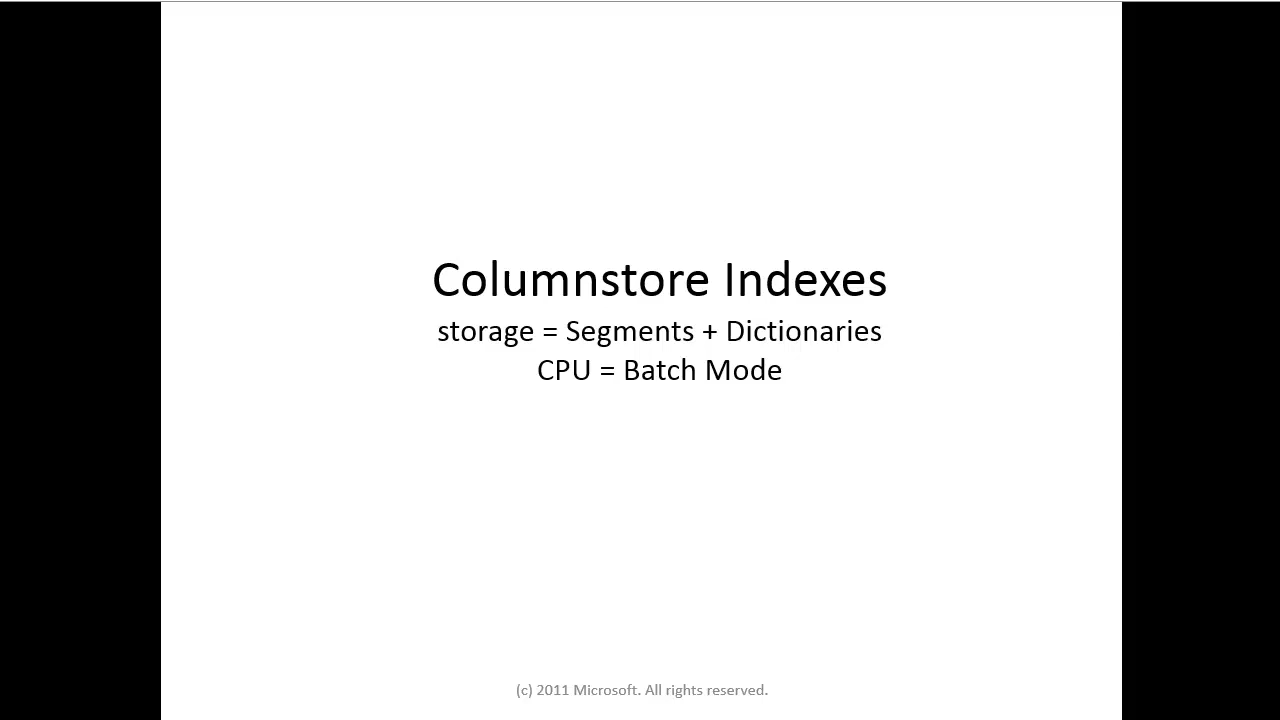 Columnstore Indexes
storage = Segments + Dictionaries
CPU = Batch Mode
(c) 2011 Microsoft. All rights reserved.